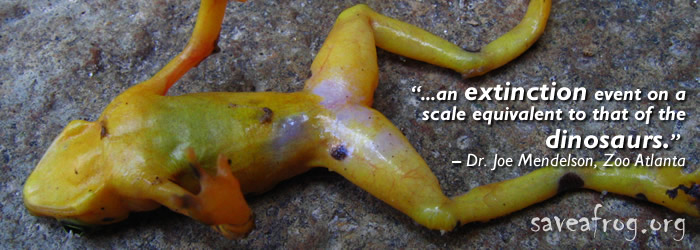 “...an extinction event on a
scale equivalent to that of the
dinosaurs.”
– Dr. Joe Mendelson, Zoo Atlanta
saveafrog.org